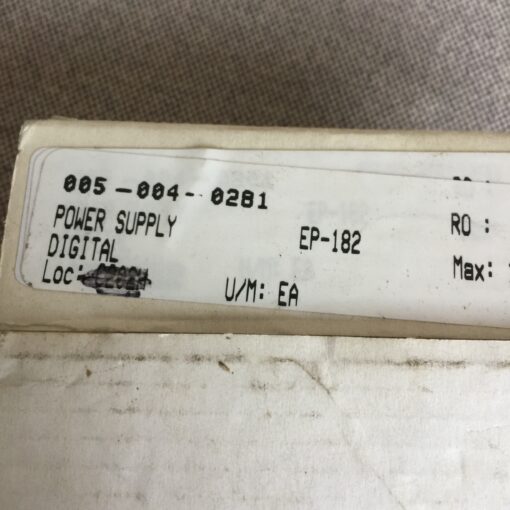 005-004-0281
POWER SUPPLY EP-182 RO :
DIGITAL
Loc: U/M: EA Max: